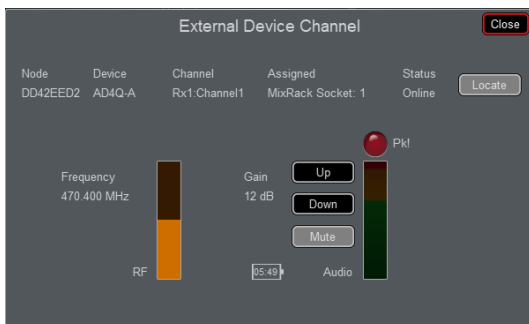 External Device Channel
Close
Node Device Channel Assigned Status
DD42EED2 AD4Q-A Rx1:Channel1 MixRack Socket: 1 Online
Locate
Pk!
Frequency
470.400 MHz
Gain
12 dB
Up
Down
Mute
RF
05:49
Audio